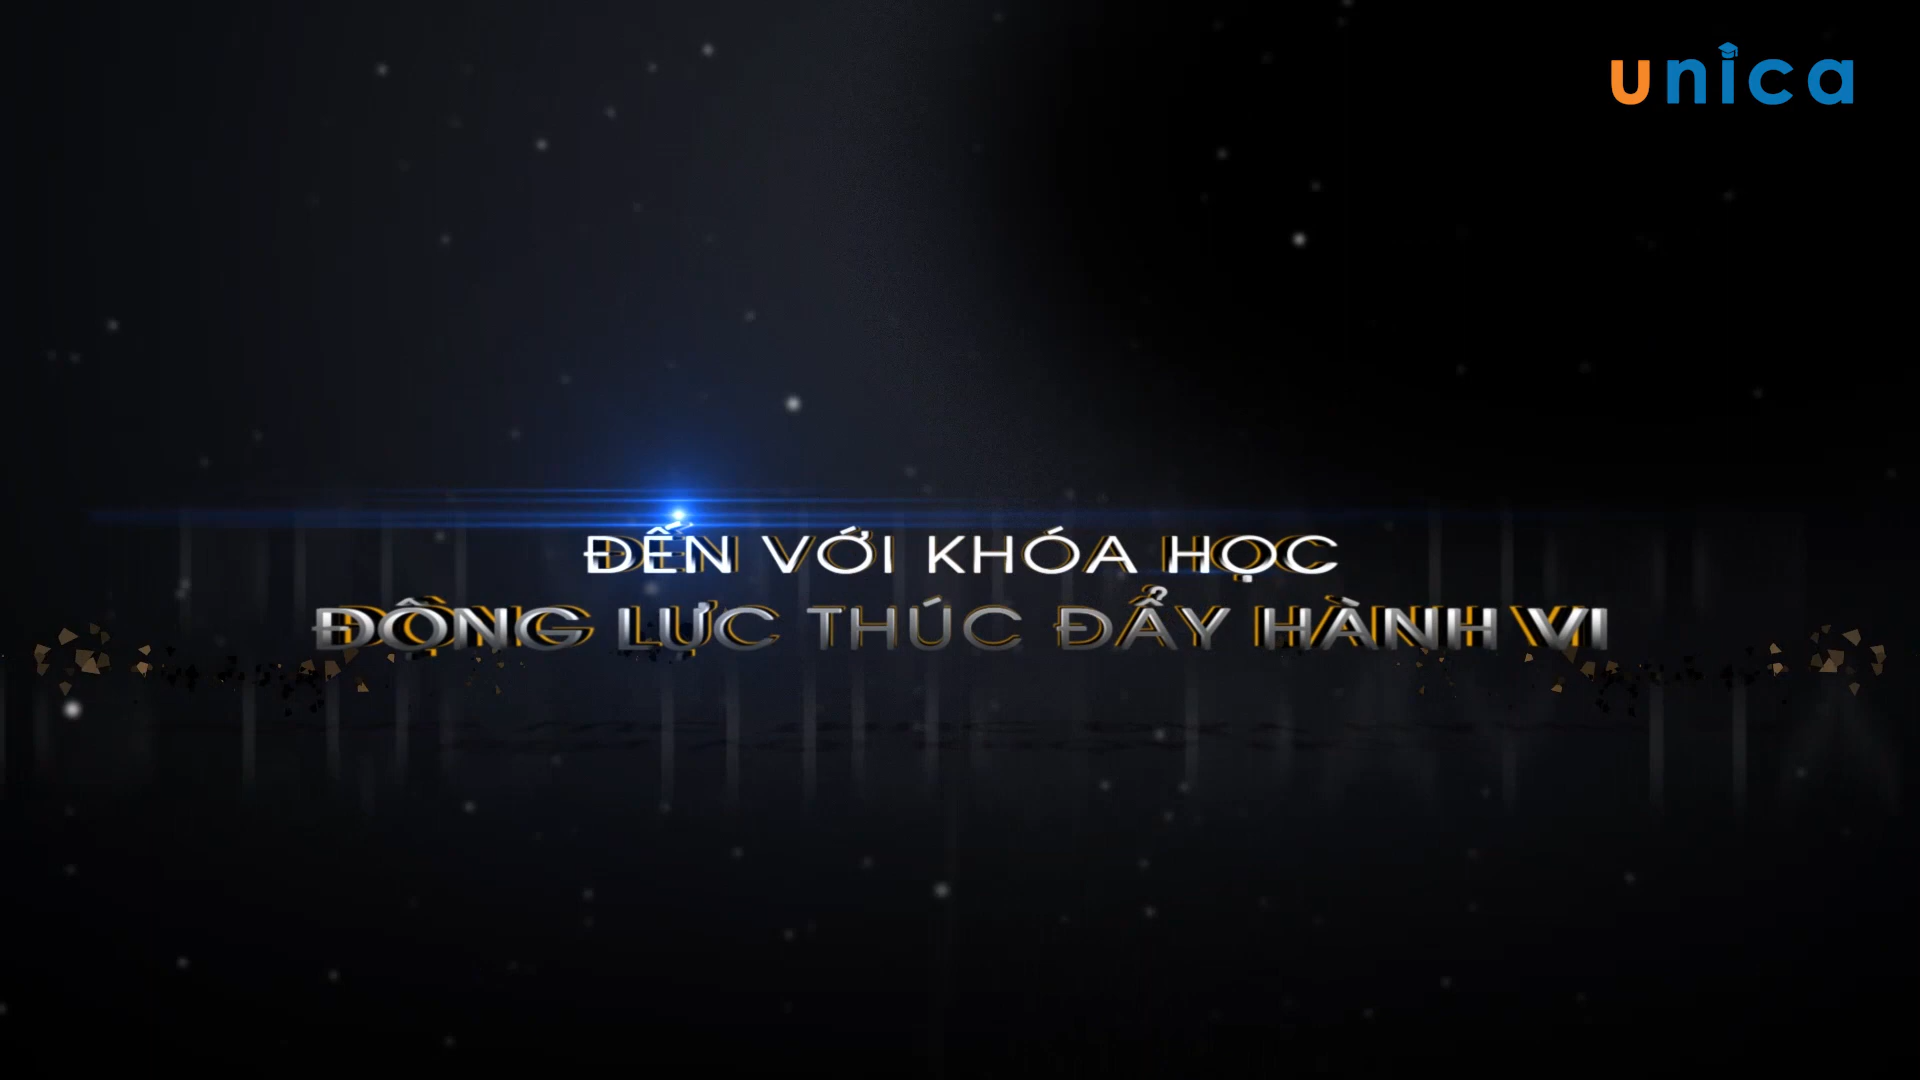 unica
ĐẾN VỚI KHÓA HỌC
ĐỘNG LỰC THÚC ĐẨY HÀNH VI